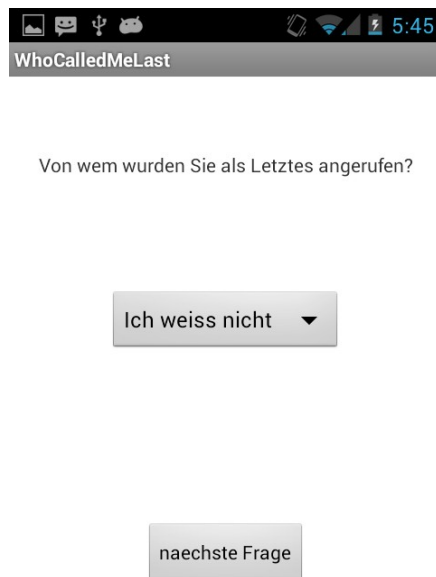 5:45
WhoCalledMeLast
Von wem wurden Sie als Letztes angerufen?
Ich weiss nicht
naechste Frage